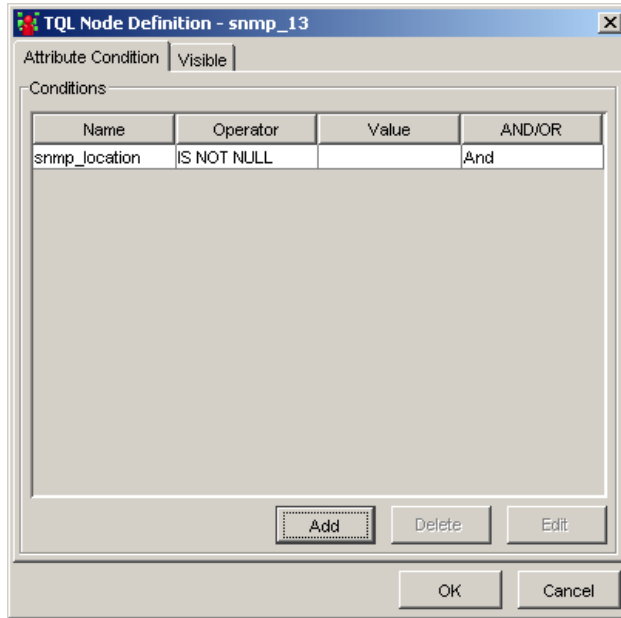 TQL Node Definition - snmp_13
Attribute Condition Visible
Conditions
Name Operator Value AND/OR
snmp_location IS NOT NULL And
Add Delete Edit
OK Cancel